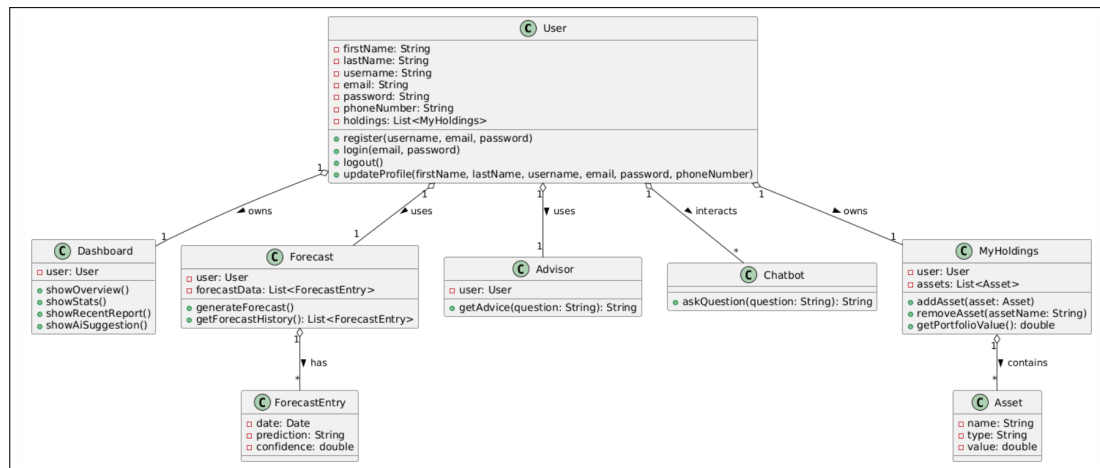 C User
firstName: String
lastName: String
username: String
email: String
password: String
phoneNumber: String
holdings: List<MyHoldings>
register(username, email, password)
login(email, password)
logout()
updateProfile(firstName, lastName, username, email, password, phoneNumber)
1 1 1 1 1
owns uses uses interacts owns
1 1 1 * 1
C Dashboard
user: User
showOverview()
showStats()
showRecentReport()
showAiSuggestion()
C Forecast
user: User
forecastData: List<ForecastEntry>
generateForecast()
getForecastHistory(): List<ForecastEntry>
C Advisor
user: User
getAdvice(question: String): String
C Chatbot
askQuestion(question: String): String
C MyHoldings
user: User
assets: List<Asset>
addAsset(asset: Asset)
removeAsset(assetName: String)
getPortfolioValue(): double
1
has
*
1
contains
*
C ForecastEntry
date: Date
prediction: String
confidence: double
C Asset
name: String
type: String
value: double